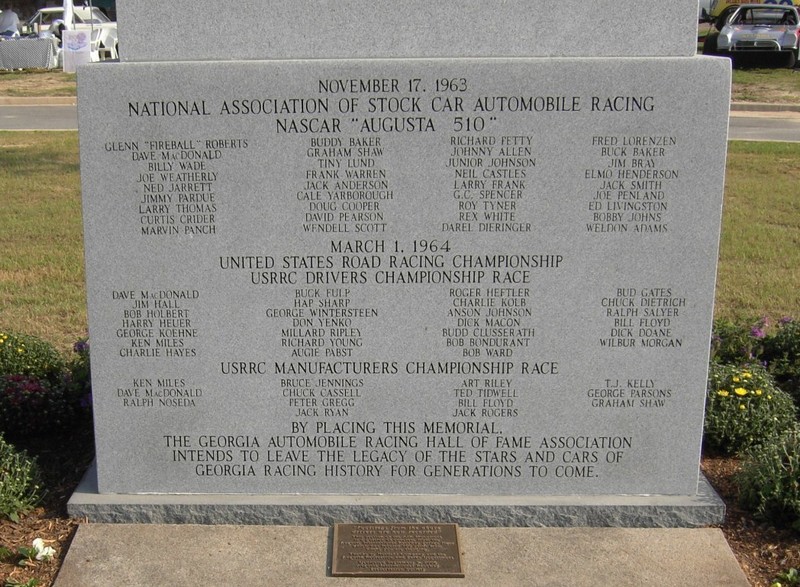 NOVEMBER 17, 1963
NATIONAL ASSOCIATION OF STOCK CAR AUTOMOBILE RACING
NASCAR "AUGUSTA 510"
GLENN "FIREBALL" ROBERTS BUDDY BAKER RICHARD PETTY FRED LORENZEN
DAVE MACDONALD GRAHAM SHAW JOHNNY ALLEN BUCK BAKER
BILLY WADE TINY LUND JUNIOR JOHNSON JIM BRAY
JOE WEATHERLY FRANK WARREN NEIL CASTLES ELMO HENDERSON
NED JARRETT JACK ANDERSON LARRY FRANK JACK SMITH
JIMMY PARDUE CALE YARBOROUGH G.C. SPENCER JOE PENLAND
LARRY THOMAS DOUG COOPER ROY TYNER ED LIVINGSTON
CURTIS CRIDER DAVID PEARSON REX WHITE BOBBY JOHNS
MARVIN PANCH WENDELL SCOTT DAREL DIERINGER WELDON ADAMS
MARCH 1, 1964
UNITED STATES ROAD RACING CHAMPIONSHIP
USRRC DRIVERS CHAMPIONSHIP RACE
DAVE MACDONALD BUCK FULP ROGER HEFTLER BUD GATES
JIM HALL HAP SHARP CHARLIE KOLB CHUCK DIETRICH
BOB HOLBERT GEORGE WINTERSTEEN ANSON JOHNSON RALPH SALYER
HARRY HEUER DON YENKO DICK MACON BILL FLOYD
GEORGE KOEHNE MILLARD RIPLEY BUDD CLUSSERATH DICK DOANE
KEN MILES RICHARD YOUNG BOB BONDURANT WILBUR MORGAN
CHARLIE HAYES AUGIE PABST BOB WARD
USRRC MANUFACTURERS CHAMPIONSHIP RACE
KEN MILES BRUCE JENNINGS ART RILEY T.J. KELLY
DAVE MACDONALD CHUCK CASSELL TED TIDWELL GEORGE PARSONS
RALPH NOSEDA PETER GREGG BILL FLOYD GRAHAM SHAW
JACK RYAN JACK ROGERS
BY PLACING THIS MEMORIAL,
THE GEORGIA AUTOMOBILE RACING HALL OF FAME ASSOCIATION
INTENDS TO LEAVE THE LEGACY OF THE STARS AND CARS OF
GEORGIA RACING HISTORY FOR GENERATIONS TO COME.